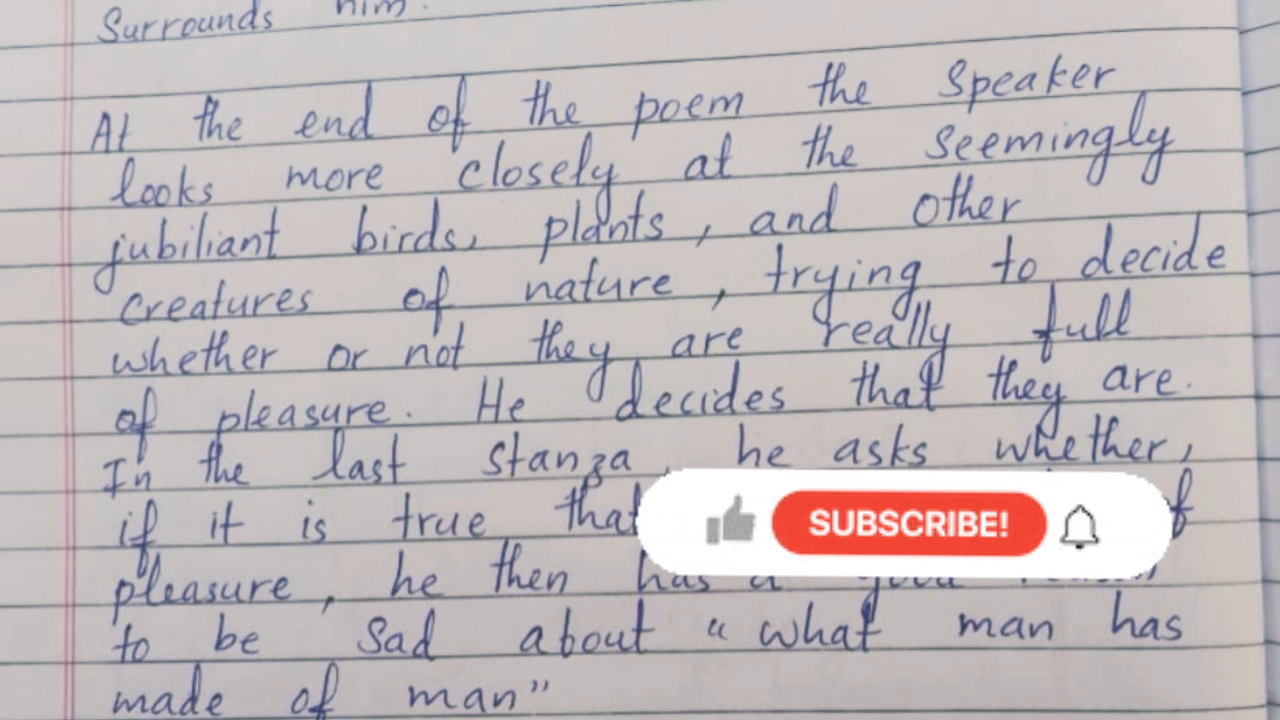 Surrounds him.
At the end of the poem the speaker
looks more closely at the seemingly
jubiliant birds, plants, and other
creatures of nature, trying to decide
whether or not they are really full
of pleasure. He decides that they are.
In the last stanza, he asks whether,
if it is true that of
SUBSCRIBE!
pleasure, he then has a good
to be sad about "what man has
made of man"